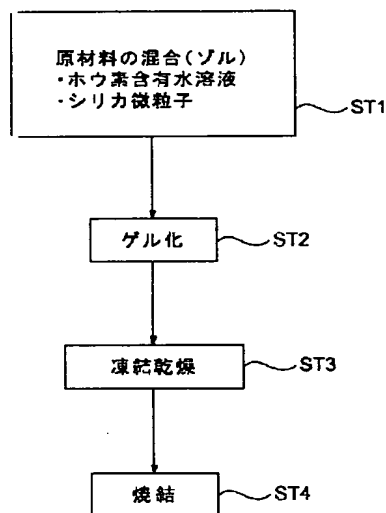 原材料の混合(ゾル)
・ホウ素含有水溶液
・シリカ微粒子
ST1
ゲル化
ST2
凍結乾燥
ST3
焼結
ST4